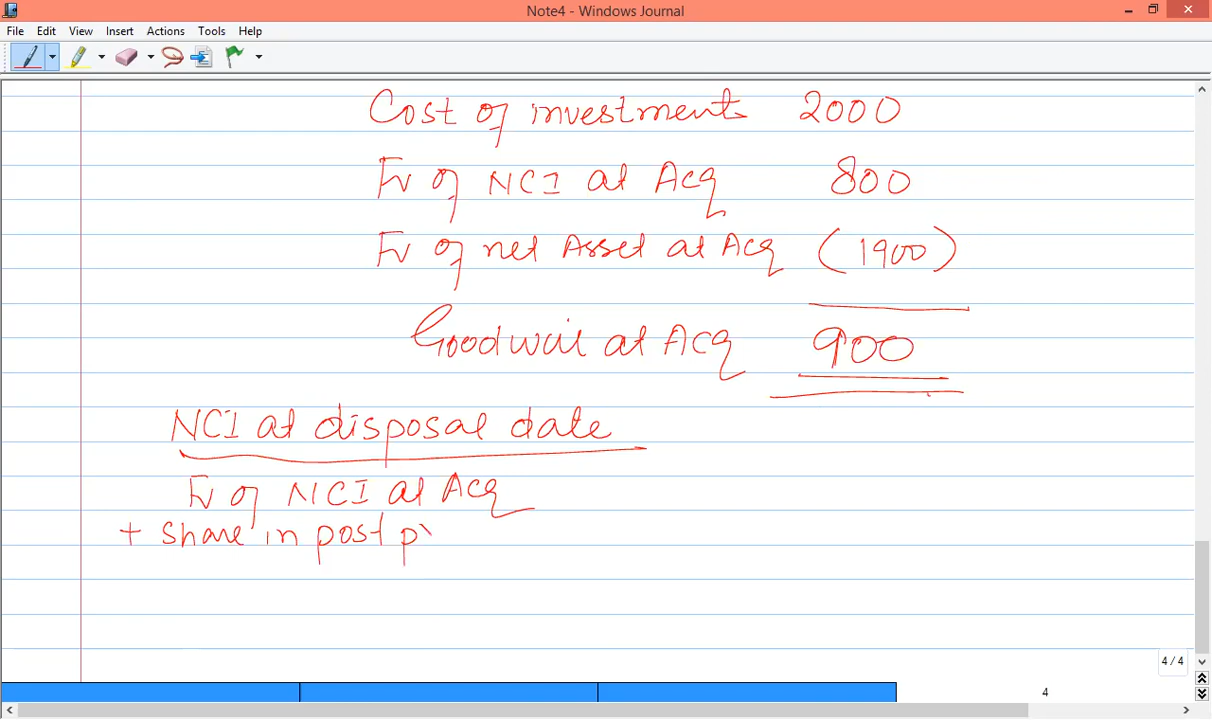 Note4 - Windows Journal
File Edit View Insert Actions Tools Help
Cost of investments 2000
Fv of NCI at Acq 800
Fv of net Asset at Acq (1900)
Goodwill at Acq 900
NCI at disposal date
Fv of NCI at Acq
+ Share in post p
4 / 4
4